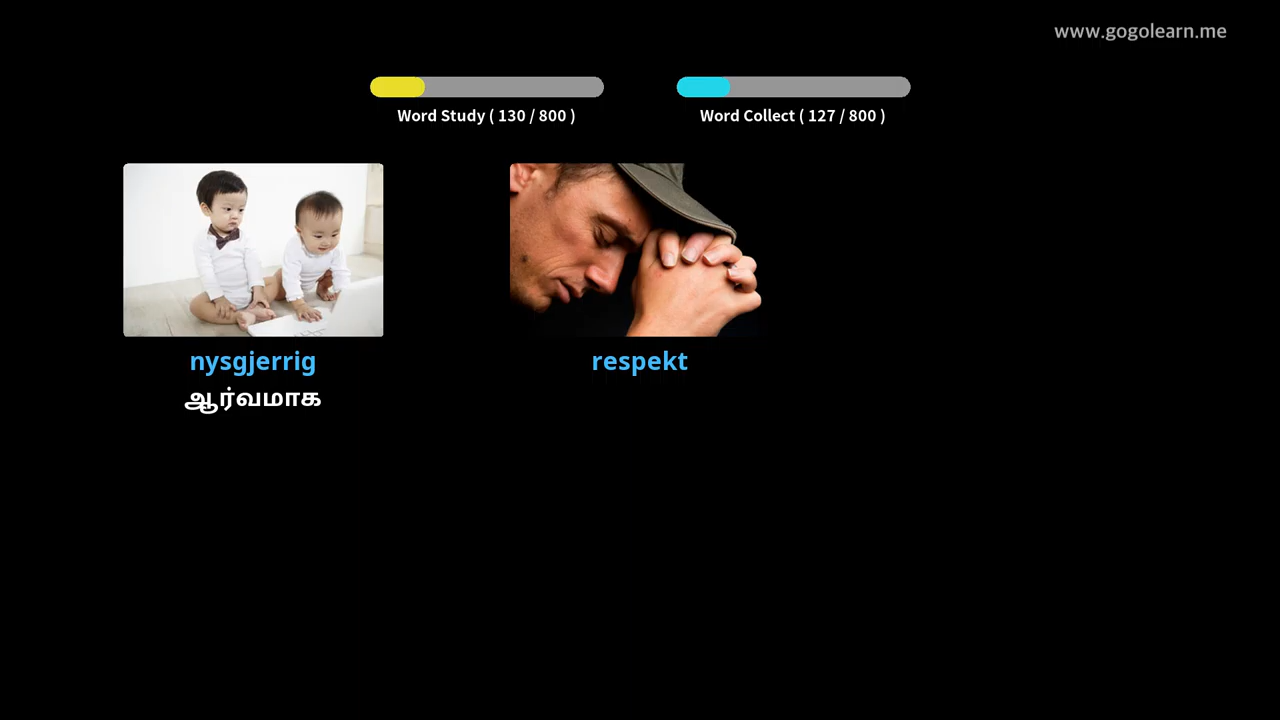 www.gogolearn.me
Word Study ( 130 / 800 )
Word Collect ( 127 / 800 )
nysgjerrig
respekt
ஆர்வமாக